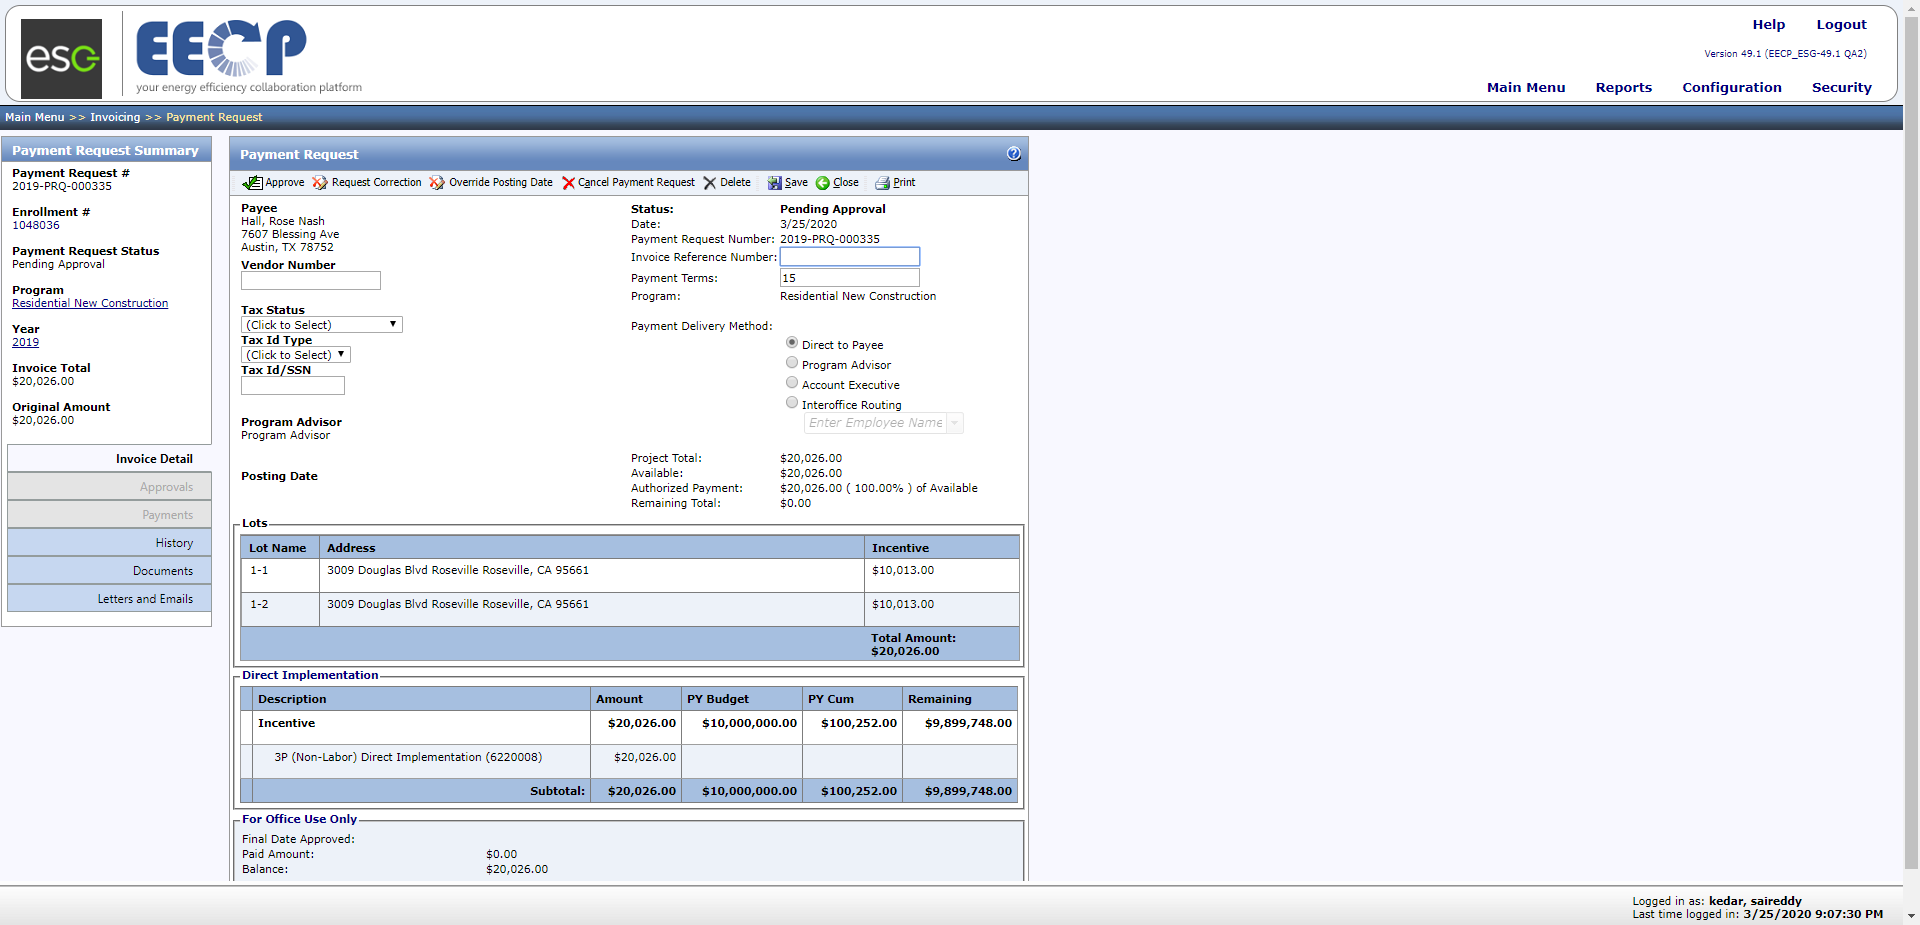 esg
EECP
your energy efficiency collaboration platform
Help Logout
Version 49.1 (EECP_ESG-49.1 QA2)
Main Menu Reports Configuration Security
Main Menu >> Invoicing >> Payment Request
Payment Request Summary
Payment Request #
2019-PRQ-000335
Enrollment #
1048036
Payment Request Status
Pending Approval
Program
Residential New Construction
Year
2019
Invoice Total
$20,026.00
Original Amount
$20,026.00
Invoice Detail
Approvals
Payments
History
Documents
Letters and Emails
Payment Request ?
Approve Request Correction Override Posting Date Cancel Payment Request Delete Save Close Print
Payee
Hall, Rose Nash
7607 Blessing Ave
Austin, TX 78752
Vendor Number
Tax Status
(Click to Select)
Tax Id Type
(Click to Select)
Tax Id/SSN
Program Advisor
Program Advisor
Posting Date
Status: Pending Approval
Date: 3/25/2020
Payment Request Number: 2019-PRQ-000335
Invoice Reference Number:
Payment Terms: 15
Program: Residential New Construction
Payment Delivery Method:
Direct to Payee
Program Advisor
Account Executive
Interoffice Routing
Enter Employee Name
Project Total: $20,026.00
Available: $20,026.00
Authorized Payment: $20,026.00 ( 100.00% ) of Available
Remaining Total: $0.00
Lots
Lot Name Address Incentive
1-1 3009 Douglas Blvd Roseville Roseville, CA 95661 $10,013.00
1-2 3009 Douglas Blvd Roseville Roseville, CA 95661 $10,013.00
Total Amount:
$20,026.00
Direct Implementation
Description Amount PY Budget PY Cum Remaining
Incentive $20,026.00 $10,000,000.00 $100,252.00 $9,899,748.00
3P (Non-Labor) Direct Implementation (6220008) $20,026.00
Subtotal: $20,026.00 $10,000,000.00 $100,252.00 $9,899,748.00
For Office Use Only
Final Date Approved:
Paid Amount: $0.00
Balance: $20,026.00
Logged in as: kedar, saireddy
Last time logged in: 3/25/2020 9:07:30 PM